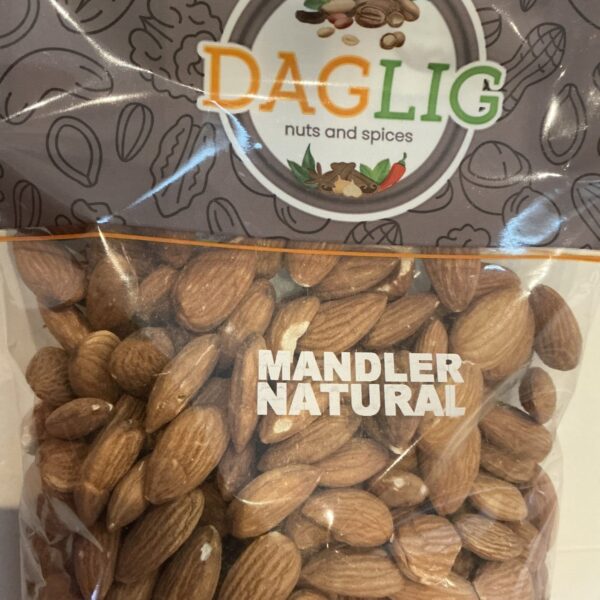 DAGLIG
nuts and spices
MANDLER
NATURAL